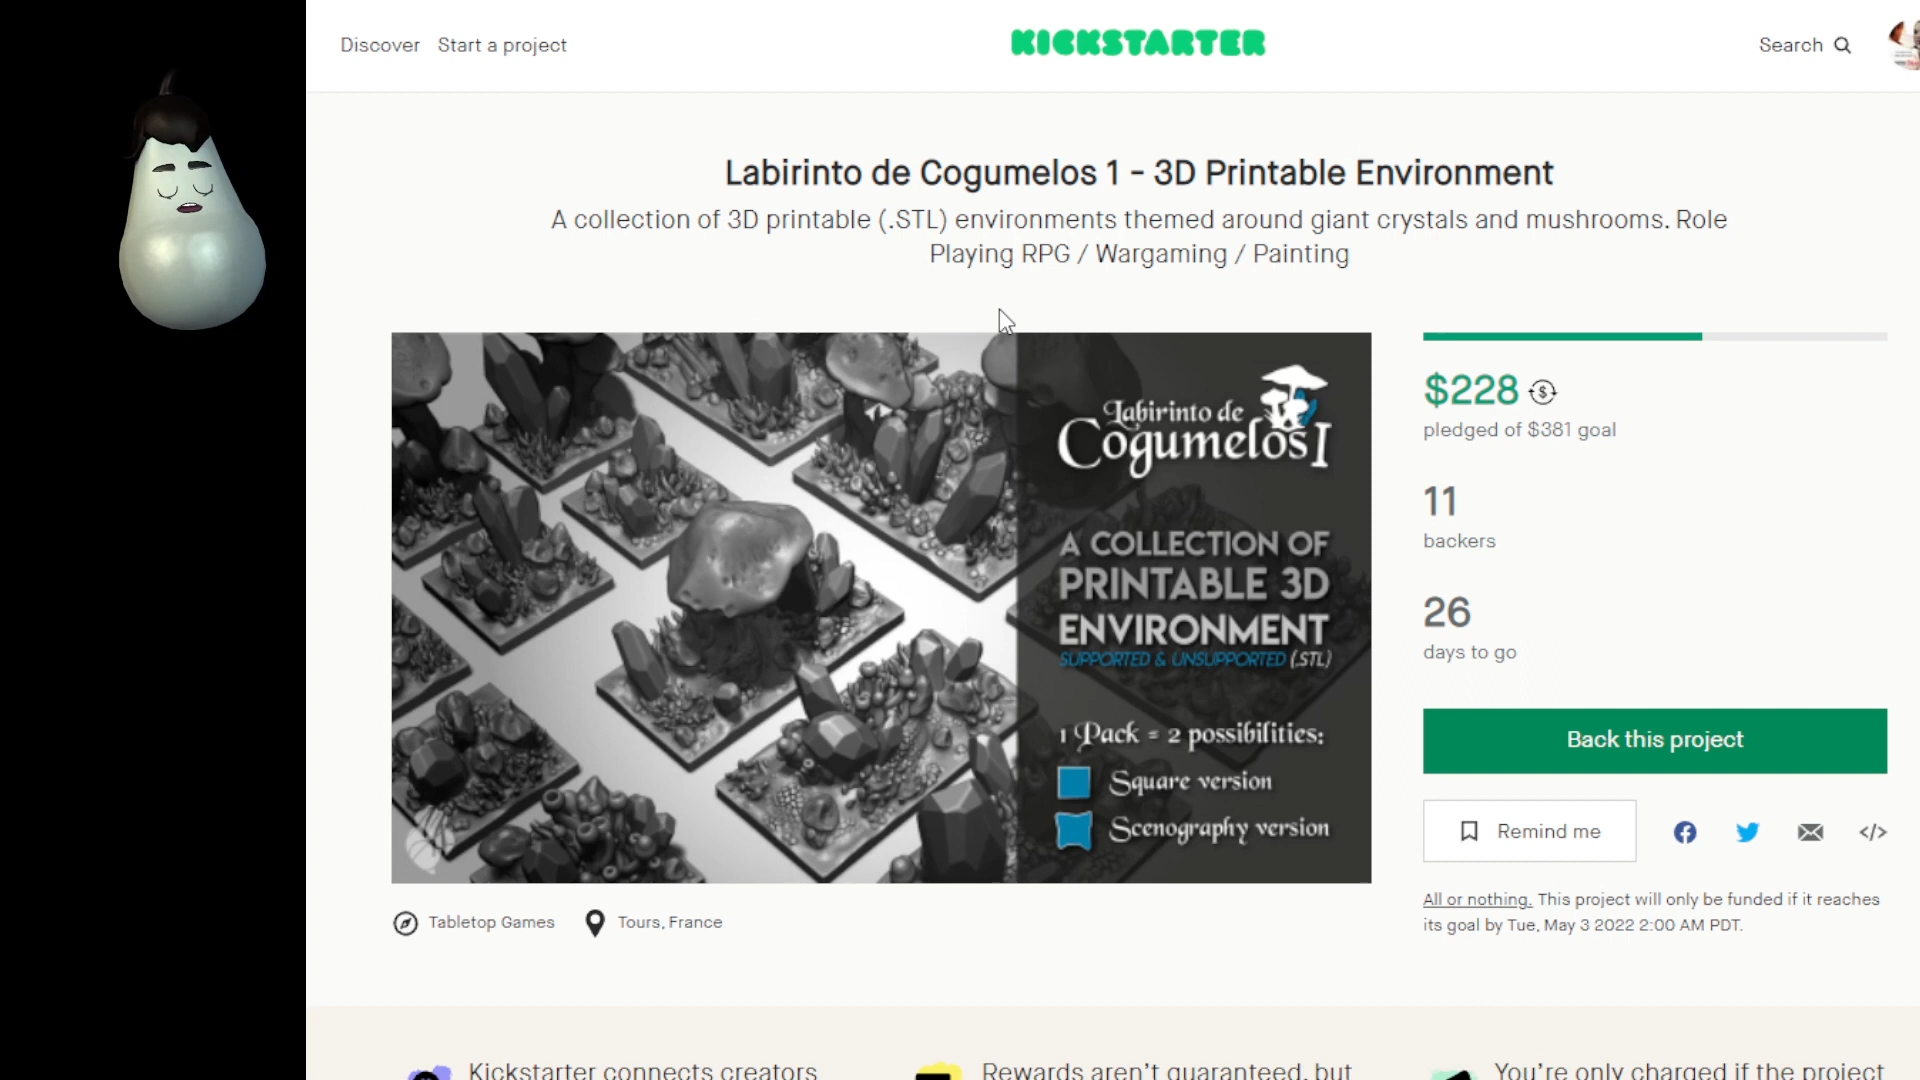 Discover Start a project
KICKSTARTER
Search
Labirinto de Cogumelos 1 - 3D Printable Environment
A collection of 3D printable (.STL) environments themed around giant crystals and mushrooms. Role
Playing RPG / Wargaming / Painting
Labirinto de
Cogumelos I
A COLLECTION OF
PRINTABLE 3D
ENVIRONMENT
SUPPORTED & UNSUPPORTED (.STL)
1 Pack = 2 possibilities:
Square version
Scenography version
$228
pledged of $381 goal
11
backers
26
days to go
Back this project
Remind me
All or nothing. This project will only be funded if it reaches
its goal by Tue, May 3 2022 2:00 AM PDT.
Tabletop Games Tours, France
Kickstarter connects creators
Rewards aren't guaranteed, but
You're only charged if the project